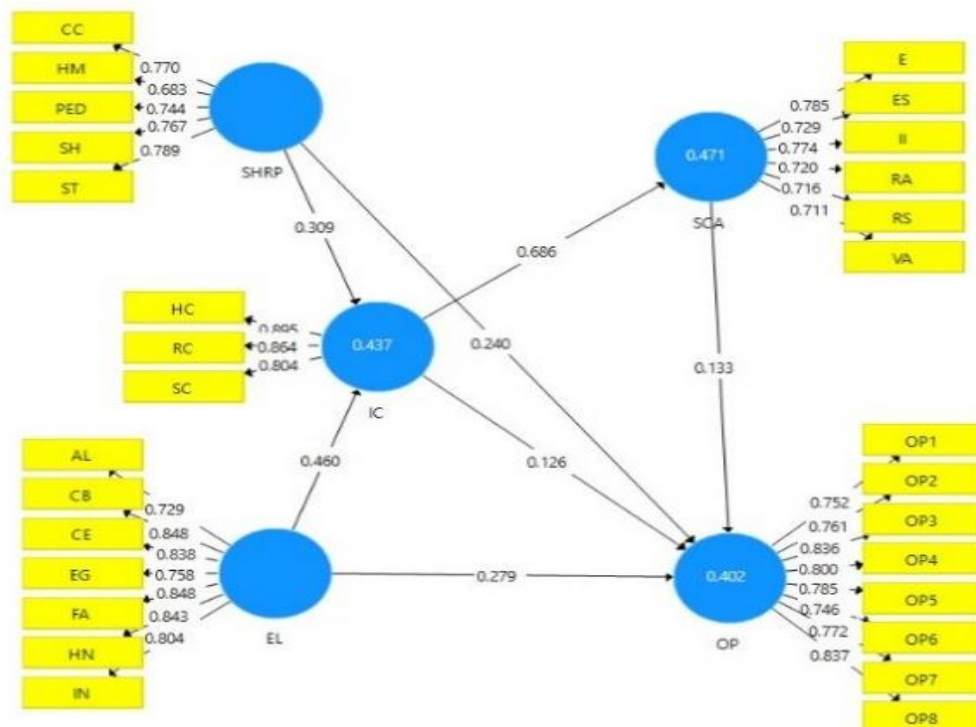 CC
HM
PED
SH
ST
0.770
0.683
0.744
0.767
0.789
SHRP
E
ES
II
RA
RS
VA
0.785
0.729
0.774
0.720
0.716
0.711
0.471
SCA
0.309
0.686
0.240
HC
RC
SC
0.895
0.864
0.804
0.437
IC
0.133
0.460
0.126
AL
CB
CE
EG
FA
HN
IN
0.729
0.848
0.838
0.758
0.848
0.843
0.804
EL
0.279
0.402
OP
0.752
0.761
0.836
0.800
0.785
0.746
0.772
0.837
OP1
OP2
OP3
OP4
OP5
OP6
OP7
OP8